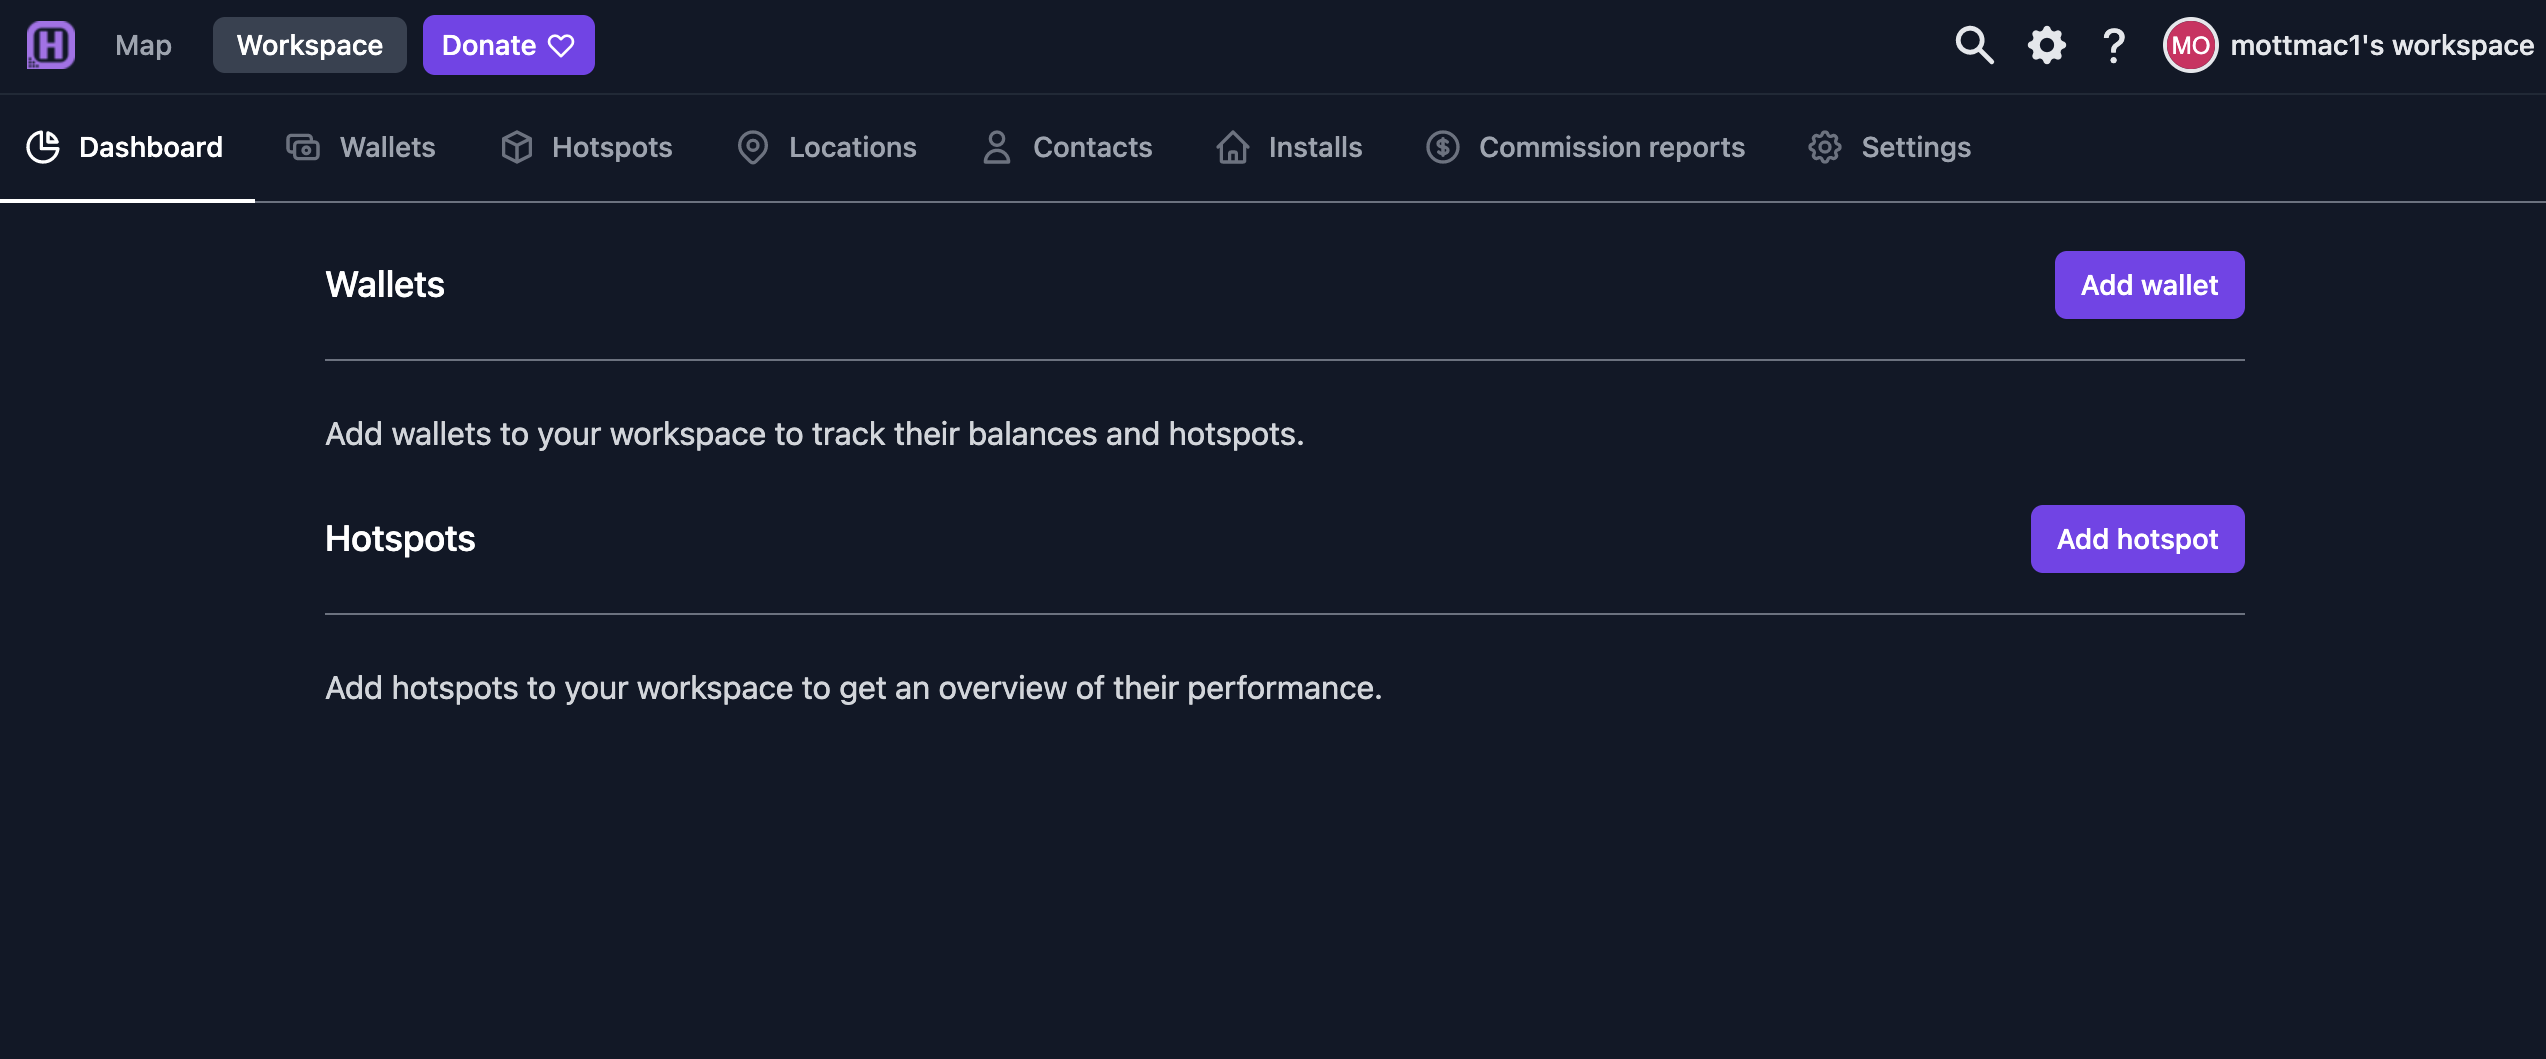 H Map Workspace Donate ? MO mottmac1's workspace
Dashboard Wallets Hotspots Locations Contacts Installs Commission reports Settings
Wallets Add wallet
Add wallets to your workspace to track their balances and hotspots.
Hotspots Add hotspot
Add hotspots to your workspace to get an overview of their performance.